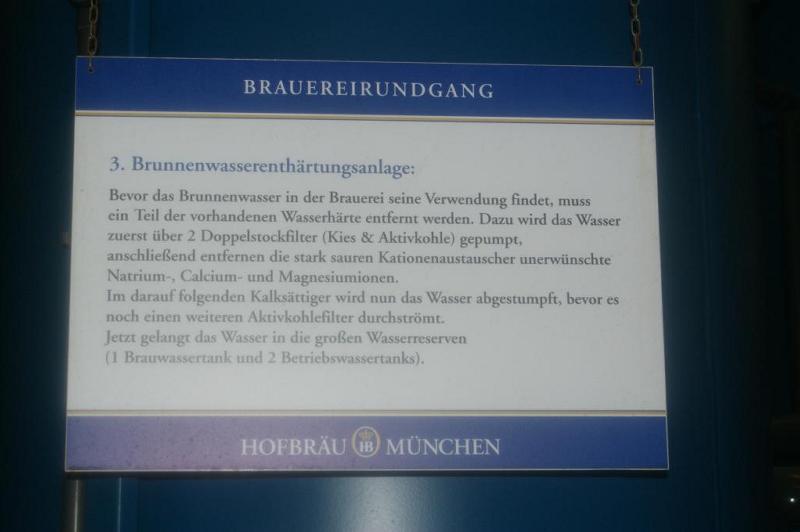 BRAUEREIRUNDGANG
3. Brunnenwasserenthärtungsanlage:
Bevor das Brunnenwasser in der Brauerei seine Verwendung findet, muss
ein Teil der vorhandenen Wasserhärte entfernt werden. Dazu wird das Wasser
zuerst über 2 Doppelstockfilter (Kies & Aktivkohle) gepumpt,
anschließend entfernen die stark sauren Kationenaustauscher unerwünschte
Natrium-, Calcium- und Magnesiumionen.
Im darauf folgenden Kalksättiger wird nun das Wasser abgestumpft, bevor es
noch einen weiteren Aktivkohlefilter durchströmt.
Jetzt gelangt das Wasser in die großen Wasserreserven
(1 Brauwassertank und 2 Betriebswassertanks).
HOFBRÄU HB MÜNCHEN